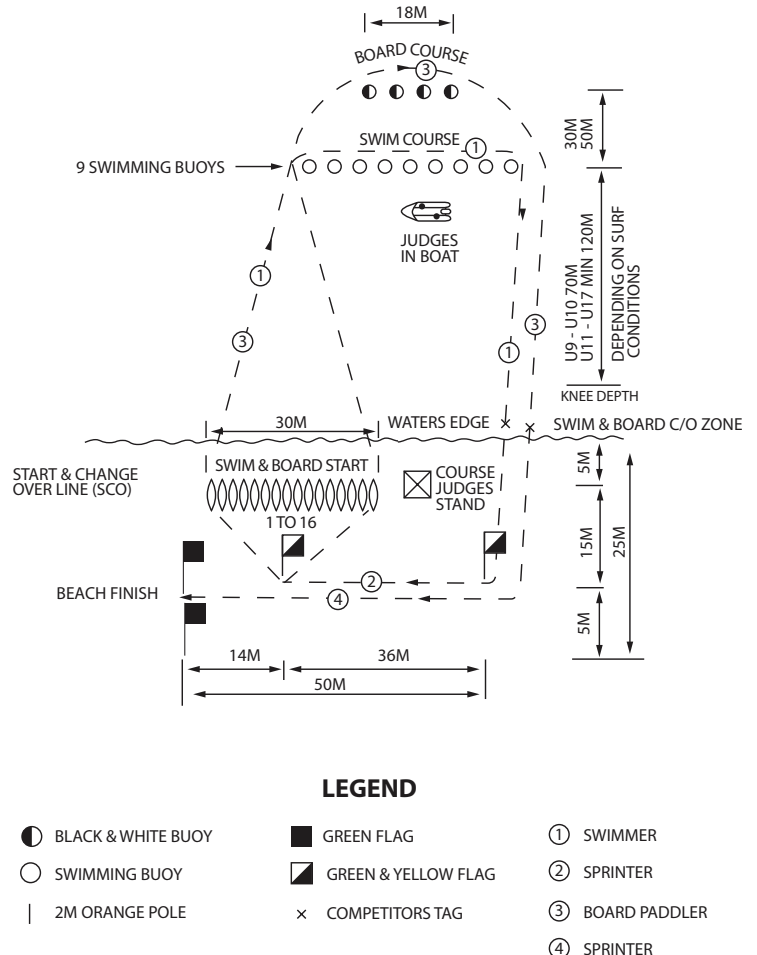 18M
BOARD COURSE
3
SWIM COURSE
1
9 SWIMMING BUOYS
30M
50M
JUDGES
IN BOAT
U9 - U10 70M
U11 - U17 MIN 120M
DEPENDING ON SURF
CONDITIONS
1
3
3
1
KNEE DEPTH
30M
WATERS EDGE
SWIM & BOARD C/O ZONE
START & CHANGE
OVER LINE (SCO)
SWIM & BOARD START
COURSE
JUDGES
STAND
1 TO 16
5M
15M
25M
5M
BEACH FINISH
2
4
14M
36M
50M
LEGEND
BLACK & WHITE BUOY
GREEN FLAG
1 SWIMMER
SWIMMING BUOY
GREEN & YELLOW FLAG
2 SPRINTER
2M ORANGE POLE
COMPETITORS TAG
3 BOARD PADDLER
4 SPRINTER